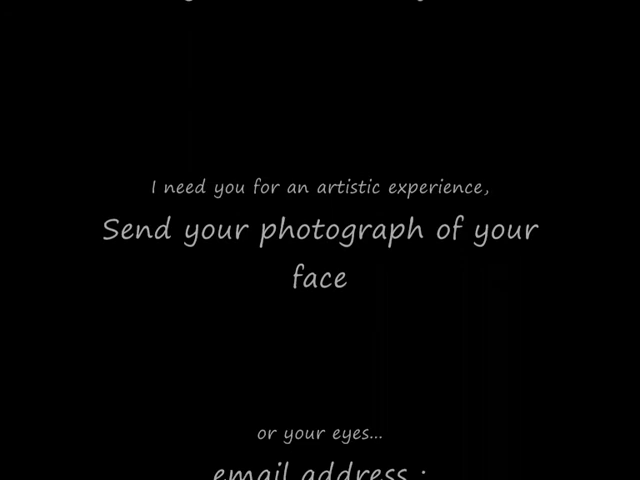 I need you for an artistic experience,
Send your photograph of your
face
or your eyes...
email address :